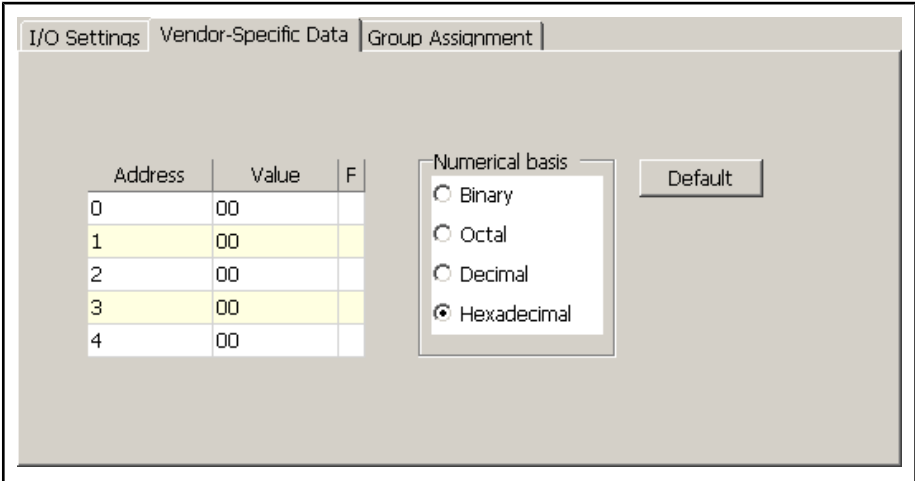 I/O Settings Vendor-Specific Data Group Assignment
Address Value F
0 00
1 00
2 00
3 00
4 00
Numerical basis
Binary
Octal
Decimal
Hexadecimal
Default